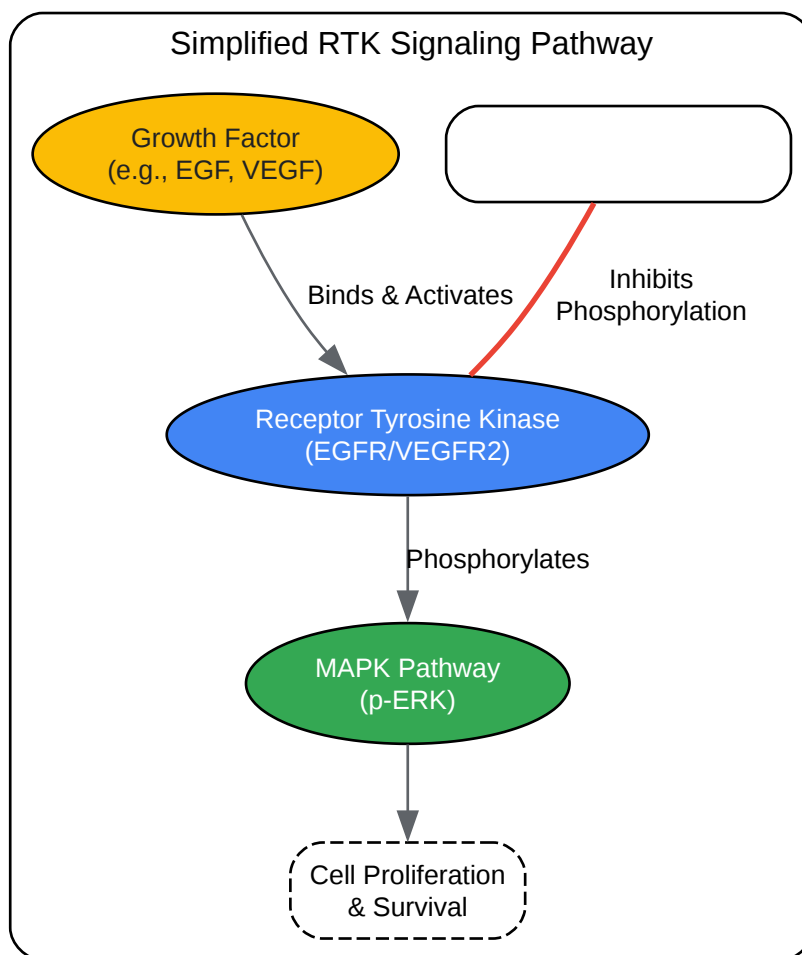 Simplified RTK Signaling Pathway
Growth Factor
(e.g., EGF, VEGF)
Binds & Activates
Inhibits
Phosphorylation
Receptor Tyrosine Kinase
(EGFR/VEGFR2)
Phosphorylates
MAPK Pathway
(p-ERK)
Cell Proliferation
& Survival